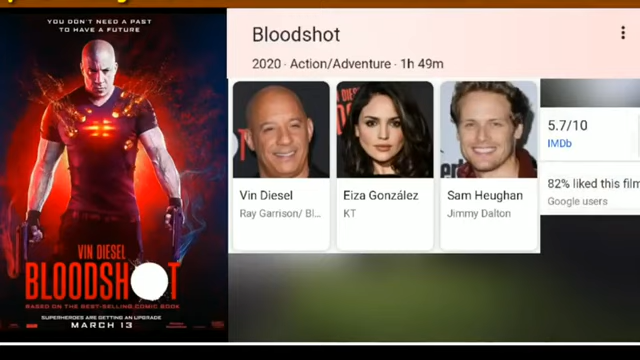 YOU DON'T NEED A PAST
TO HAVE A FUTURE
VIN DIESEL
BLOODSHOT
BASED ON THE BEST-SELLING COMIC BOOK
SUPERHEROES ARE GETTING AN UPGRADE
MARCH 13
Bloodshot
2020 · Action/Adventure · 1h 49m
Vin Diesel
Ray Garrison/ Bl...
Eiza González
KT
Sam Heughan
Jimmy Dalton
5.7/10
IMDb
82% liked this film
Google users